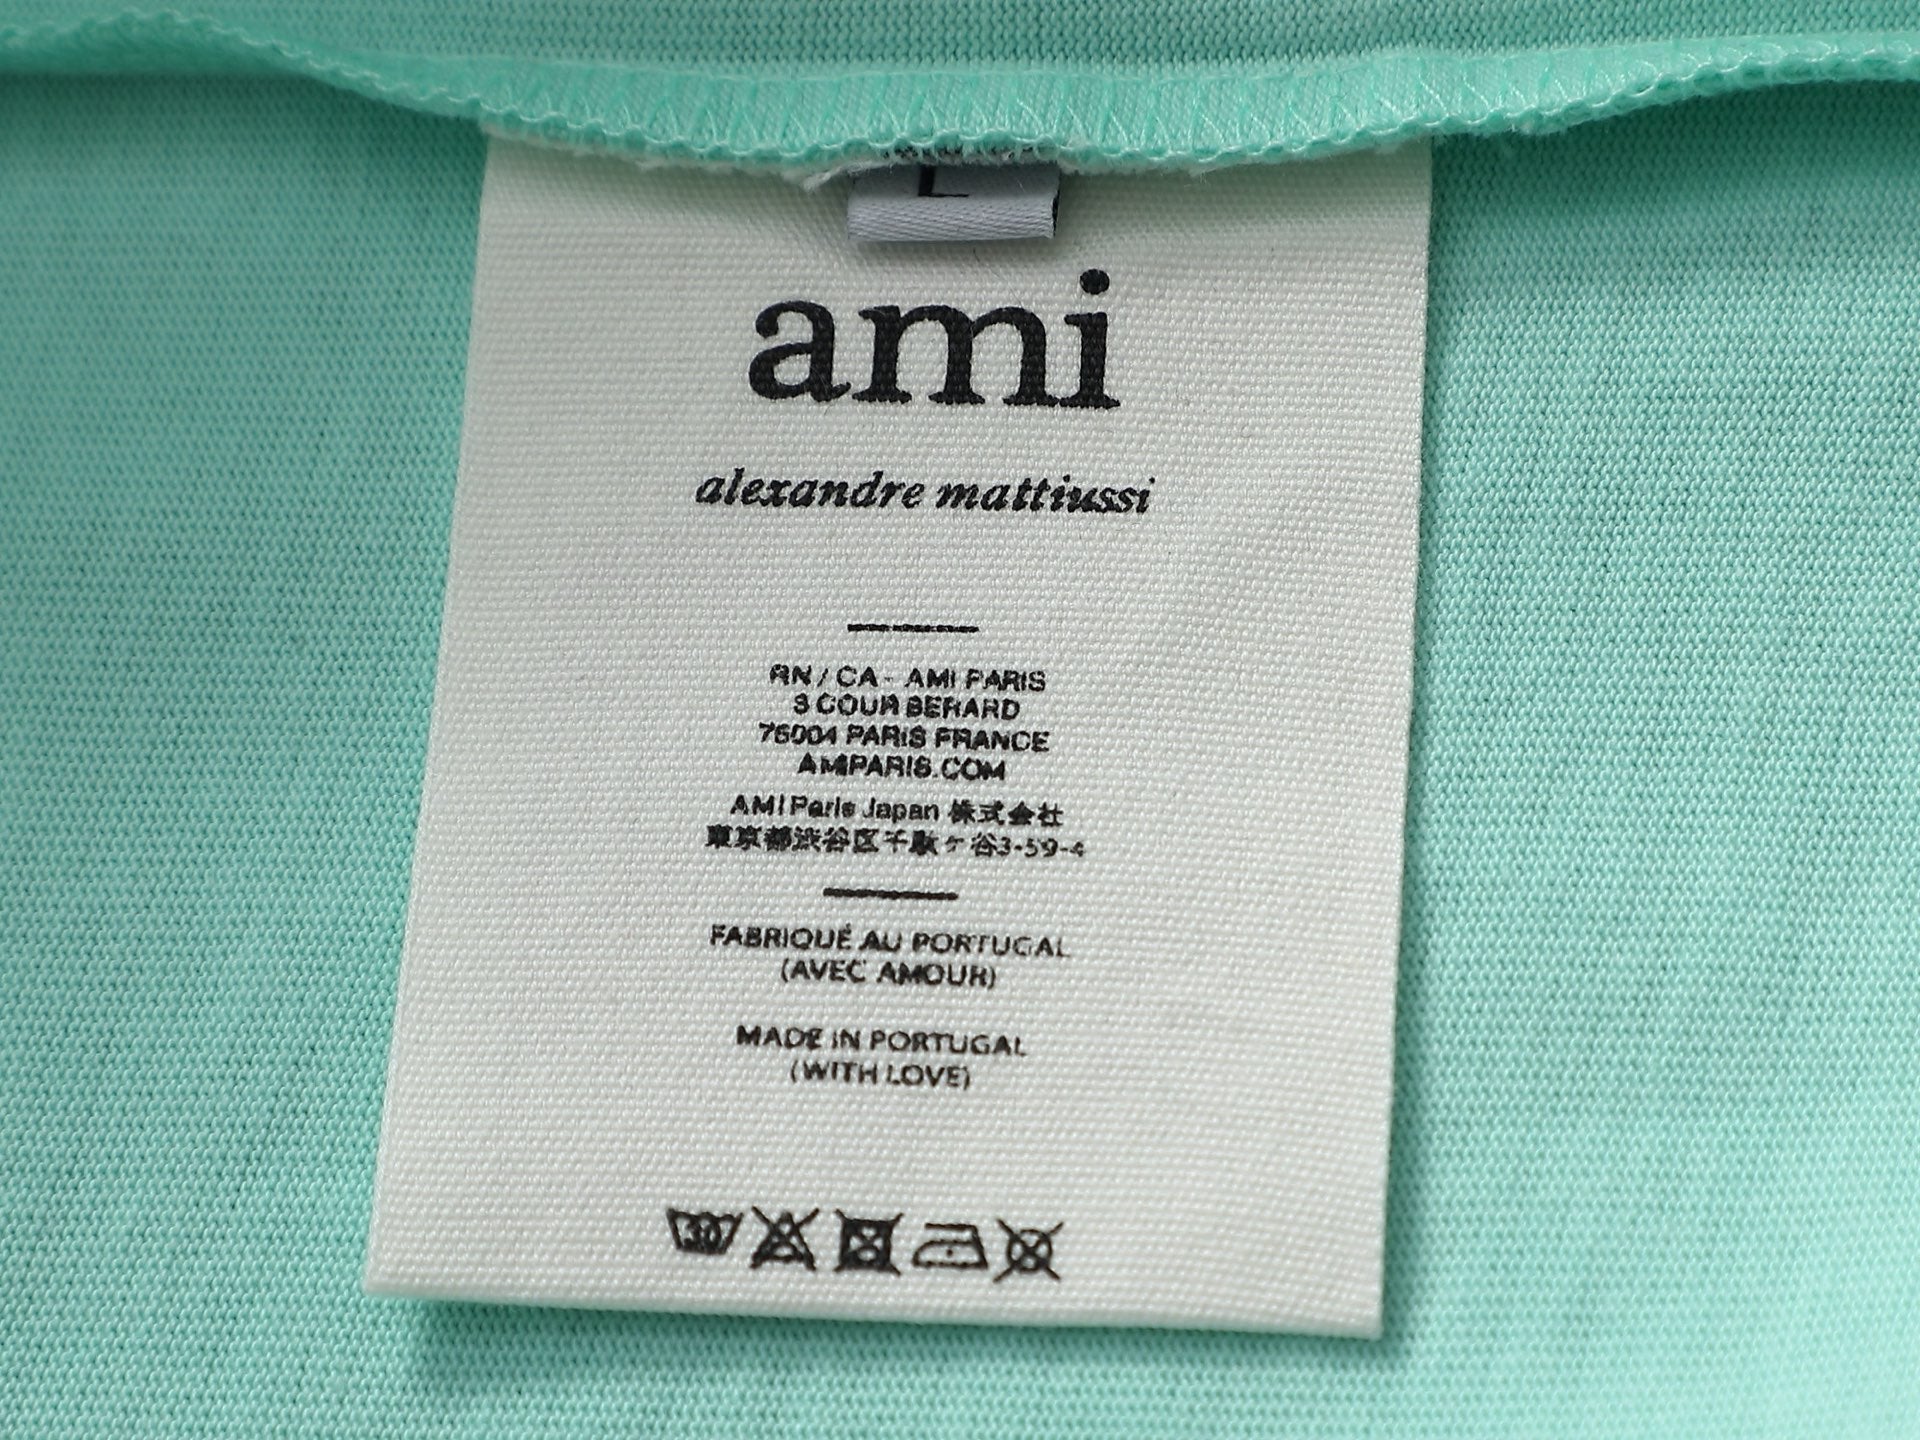 L
ami
alexandre mattiussi
RN / CA - AMI PARIS
3 COUR BERARD
75004 PARIS FRANCE
AMIPARIS.COM
AMI Paris Japan 株式会社
東京都渋谷区千駄ケ谷3-59-4
FABRIQUÉ AU PORTUGAL
(AVEC AMOUR)
MADE IN PORTUGAL
(WITH LOVE)
30